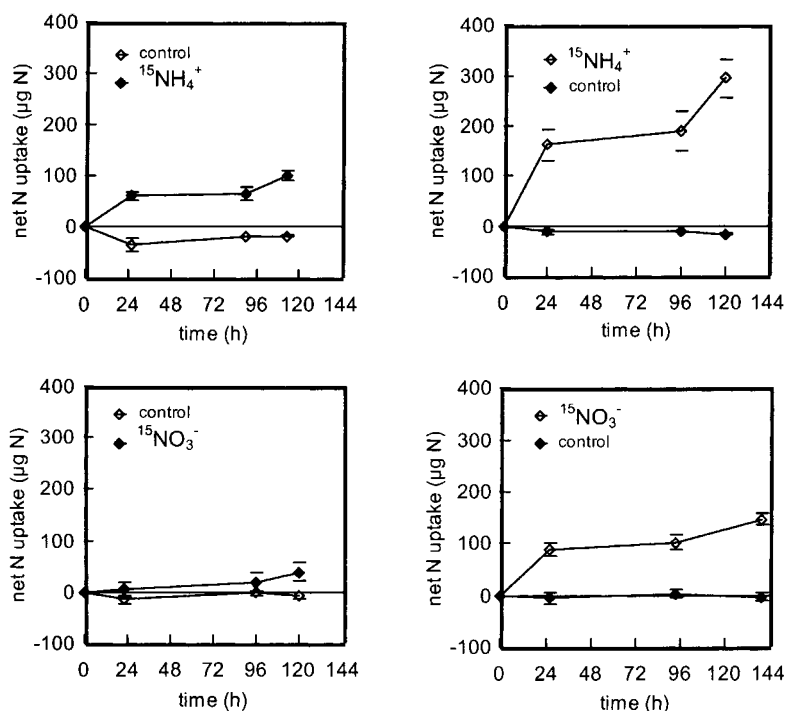 400
300
200
100
0
-100
net N uptake (µg N)
control
¹⁵NH₄⁺
0 24 48 72 96 120 144
time (h)
400
300
200
100
0
-100
net N uptake (µg N)
¹⁵NH₄⁺
control
0 24 48 72 96 120 144
time (h)
400
300
200
100
0
-100
net N uptake (µg N)
control
¹⁵NO₃⁻
0 24 48 72 96 120 144
time (h)
400
300
200
100
0
-100
net N uptake (µg N)
¹⁵NO₃⁻
control
0 24 48 72 96 120 144
time (h)